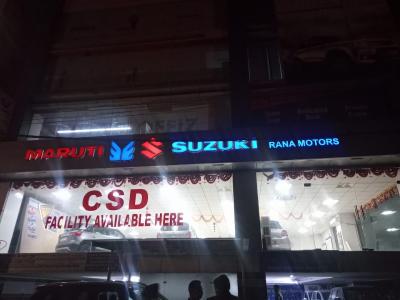 MARUTI SUZUKI RANA MOTORS
CSD
FACILITY AVAILABLE HERE